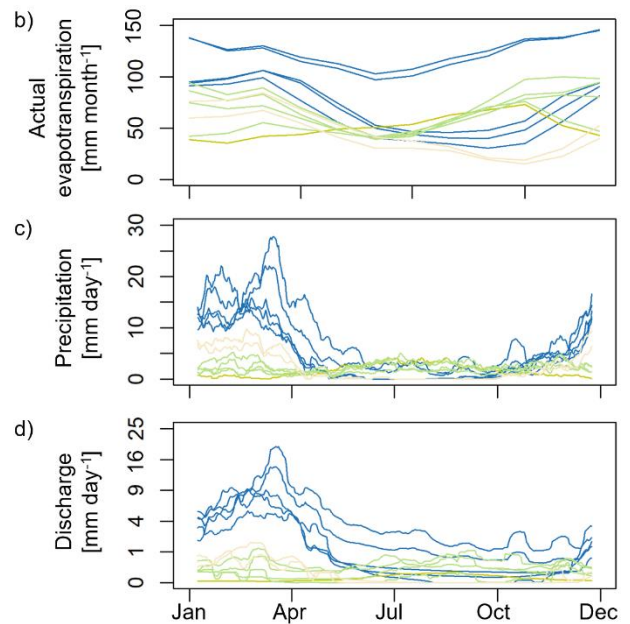 b)
Actual
evapotranspiration
[mm month⁻¹]
150
100
50
0
c)
Precipitation
[mm day⁻¹]
30
20
10
0
d)
Discharge
[mm day⁻¹]
25
16
9
4
1
0
Jan Apr Jul Oct Dec